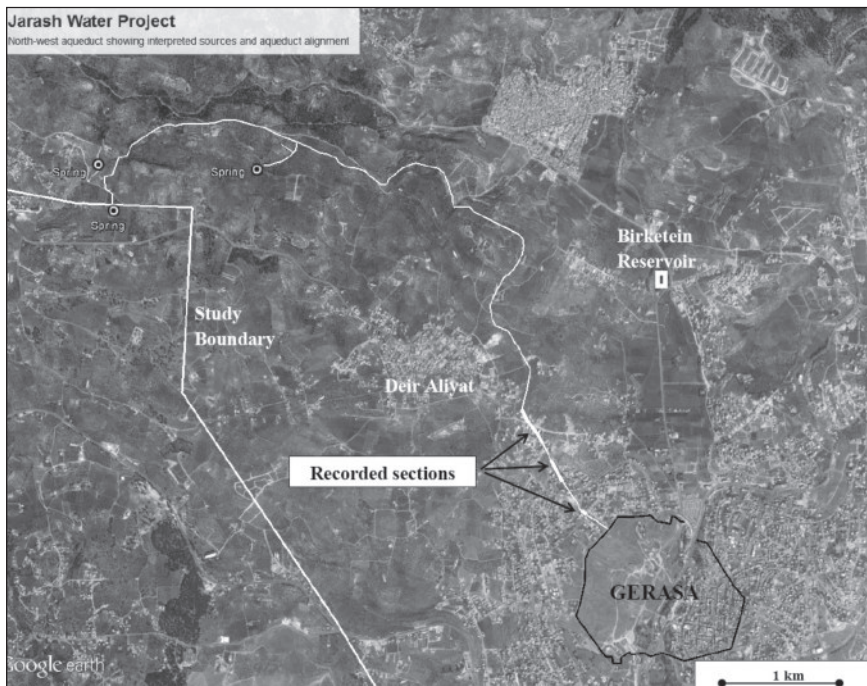 Jarash Water Project
North-west aqueduct showing interpreted sources and aqueduct alignment
Spring
Spring
Spring
Birketein
Reservoir
Study
Boundary
Deir Aliyat
Recorded sections
GERASA
Google earth
1 km